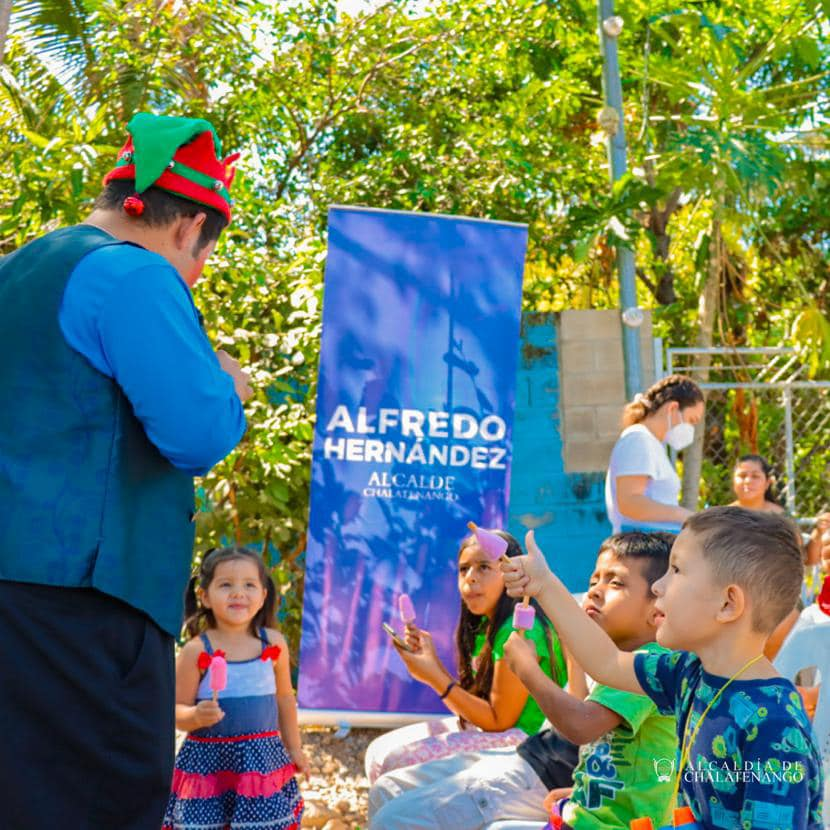 ALFREDO
HERNÁNDEZ
ALCALDE
CHALATENANGO
ALCALDÍA DE
CHALATENANGO